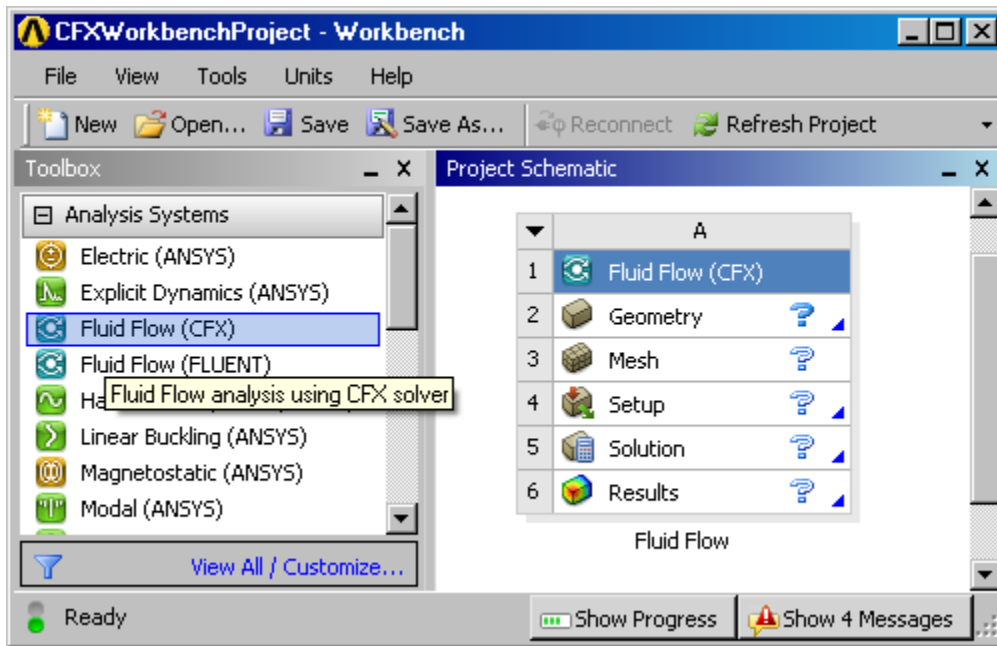 CFXWorkbenchProject - Workbench
File View Tools Units Help
New Open... Save Save As... Reconnect Refresh Project
Toolbox
Analysis Systems
Electric (ANSYS)
Explicit Dynamics (ANSYS)
Fluid Flow (CFX)
Fluid Flow (FLUENT)
Fluid Flow analysis using CFX solver
Linear Buckling (ANSYS)
Magnetostatic (ANSYS)
Modal (ANSYS)
View All / Customize...
Project Schematic
A
1 Fluid Flow (CFX)
2 Geometry ?
3 Mesh ?
4 Setup ?
5 Solution ?
6 Results ?
Fluid Flow
Ready
Show Progress
Show 4 Messages